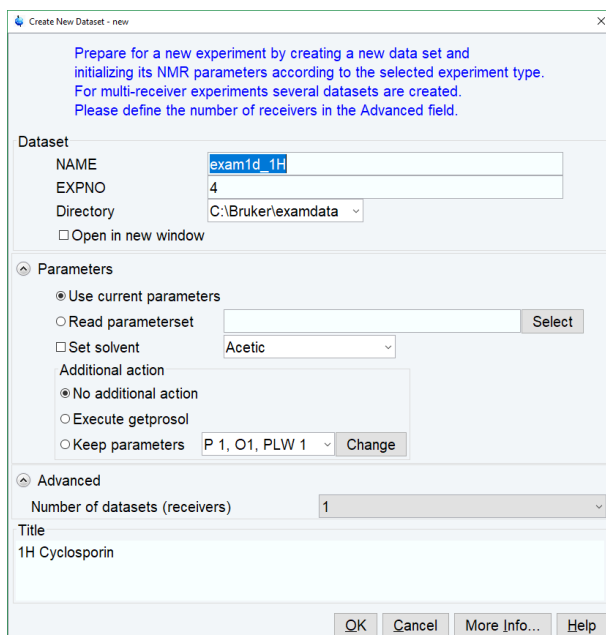 Create New Dataset - new
Prepare for a new experiment by creating a new data set and
initializing its NMR parameters according to the selected experiment type.
For multi-receiver experiments several datasets are created.
Please define the number of receivers in the Advanced field.
Dataset
NAME exam1d_1H
EXPNO 4
Directory C:\Bruker\examdata
Open in new window
Parameters
Use current parameters
Read parameterset Select
Set solvent Acetic
Additional action
No additional action
Execute getprosol
Keep parameters P 1, O1, PLW 1 Change
Advanced
Number of datasets (receivers) 1
Title
1H Cyclosporin
OK Cancel More Info... Help